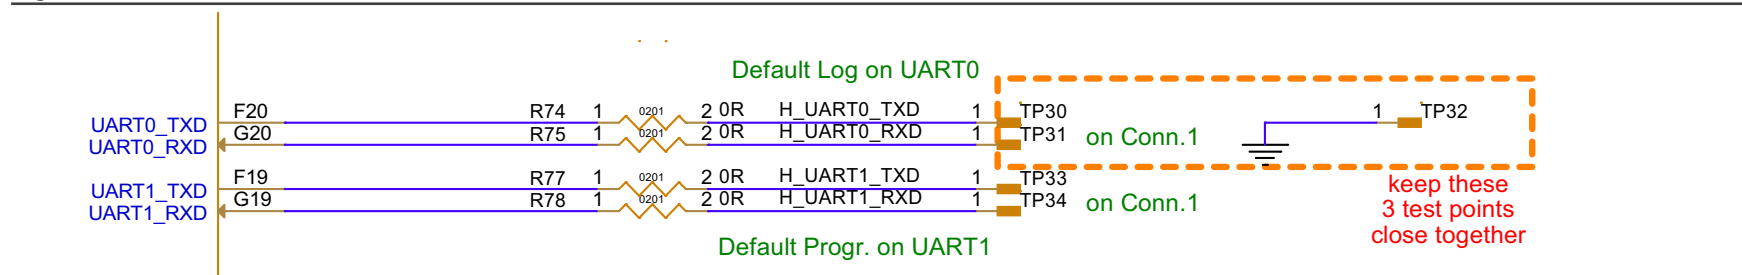 Default Log on UART0
UART0_TXD F20 R74 1 0201 2 0R H_UART0_TXD 1 TP30 1 TP32
UART0_RXD G20 R75 1 0201 2 0R H_UART0_RXD 1 TP31 on Conn.1
UART1_TXD F19 R77 1 0201 2 0R H_UART1_TXD 1 TP33
UART1_RXD G19 R78 1 0201 2 0R H_UART1_RXD 1 TP34 on Conn.1
keep these
3 test points
close together
Default Progr. on UART1